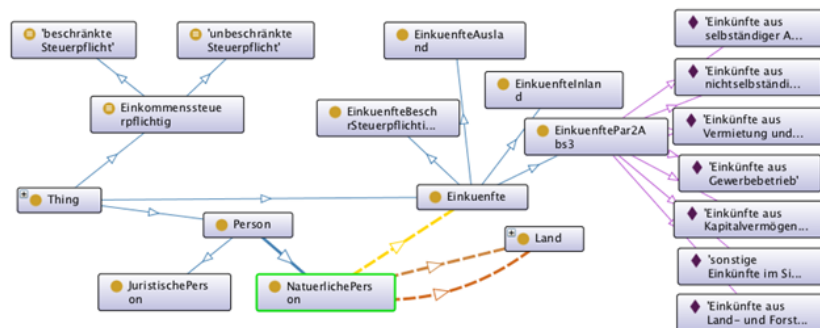 'beschränkte
Steuerpflicht'
'unbeschränkte
Steuerpflicht'
EinkuenfteAusla
nd
'Einkünfte aus
selbständiger A...
Einkommenssteue
rpflichtig
EinkuenfteBesch
rSteuerpflichti...
EinkuenfteInlan
d
EinkuenftePar2A
bs3
'Einkünfte aus
nichtselbständi...
'Einkünfte aus
Vermietung und...
'Einkünfte aus
Gewerbebetrieb'
Thing
Einkuenfte
Person
Land
'Einkünfte aus
Kapitalvermögen...
JuristischePers
on
NatuerlichePers
on
'sonstige
Einkünfte im Si...
'Einkünfte aus
Land- und Forst...